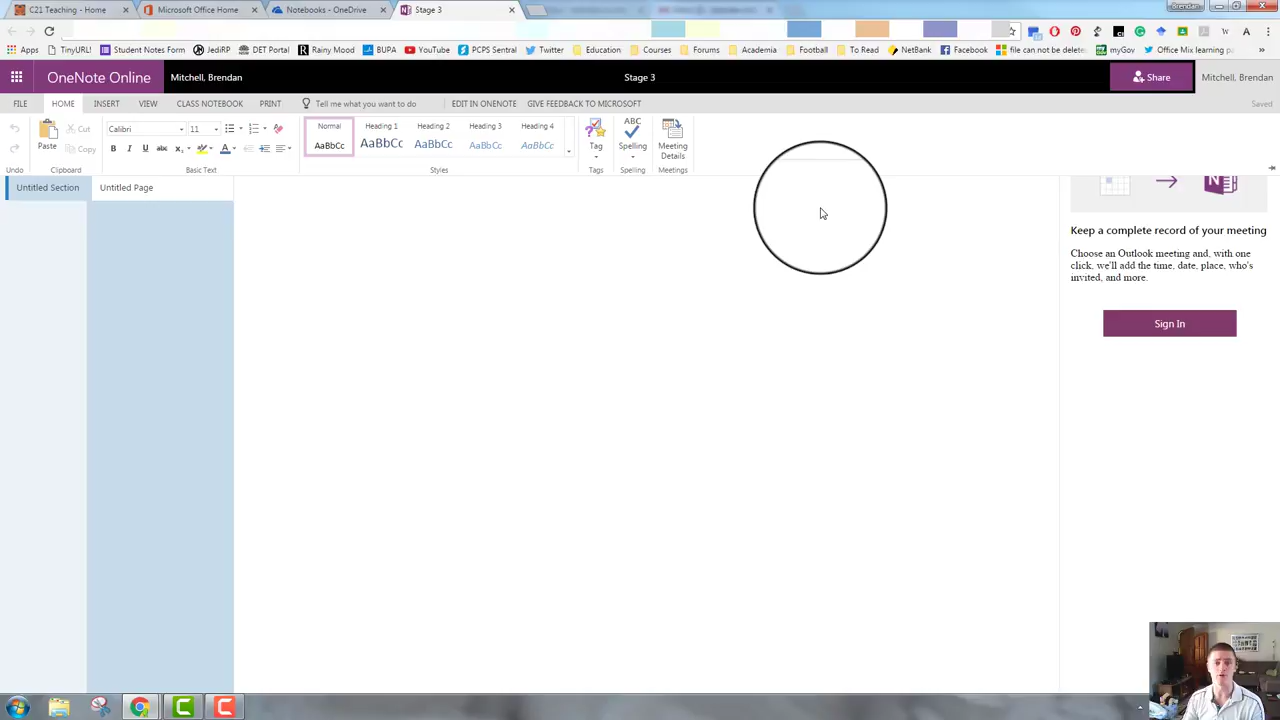 C21 Teaching - Home
Microsoft Office Home
Notebooks - OneDrive
Stage 3
Brendan
Apps
TinyURL!
Student Notes Form
JediRP
DET Portal
Rainy Mood
BUPA
YouTube
PCPS Sentral
Twitter
Education
Courses
Forums
Academia
Football
To Read
NetBank
Facebook
file can not be delete
myGov
Office Mix learning p
OneNote Online
Mitchell, Brendan
Stage 3
Share
Mitchell, Brendan
FILE
HOME
INSERT
VIEW
CLASS NOTEBOOK
PRINT
Tell me what you want to do
EDIT IN ONENOTE
GIVE FEEDBACK TO MICROSOFT
Saved
Paste
Cut
Copy
Calibri
11
B I U abc x A
Normal
AaBbCc
Heading 1
AaBbCc
Heading 2
AaBbCc
Heading 3
AaBbCc
Heading 4
AaBbCc
Tag
ABC
Spelling
Meeting
Details
Undo
Clipboard
Basic Text
Styles
Tags
Spelling
Meetings
Untitled Section
Untitled Page
Keep a complete record of your meeting
Choose an Outlook meeting and, with one
click, we'll add the time, date, place, who's
invited, and more.
Sign In